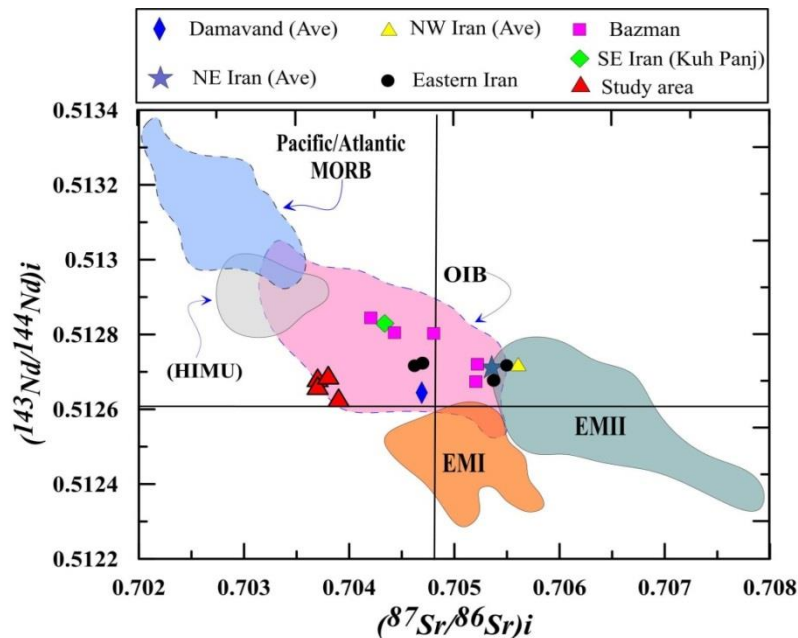 Damavand (Ave)
NW Iran (Ave)
Bazman
SE Iran (Kuh Panj)
NE Iran (Ave)
Eastern Iran
Study area
0.5134
0.5132
0.513
0.5128
0.5126
0.5124
0.5122
(143Nd/144Nd)i
Pacific/Atlantic
MORB
OIB
(HIMU)
EMI
EMII
0.702
0.703
0.704
0.705
0.706
0.707
0.708
(87Sr/86Sr)i